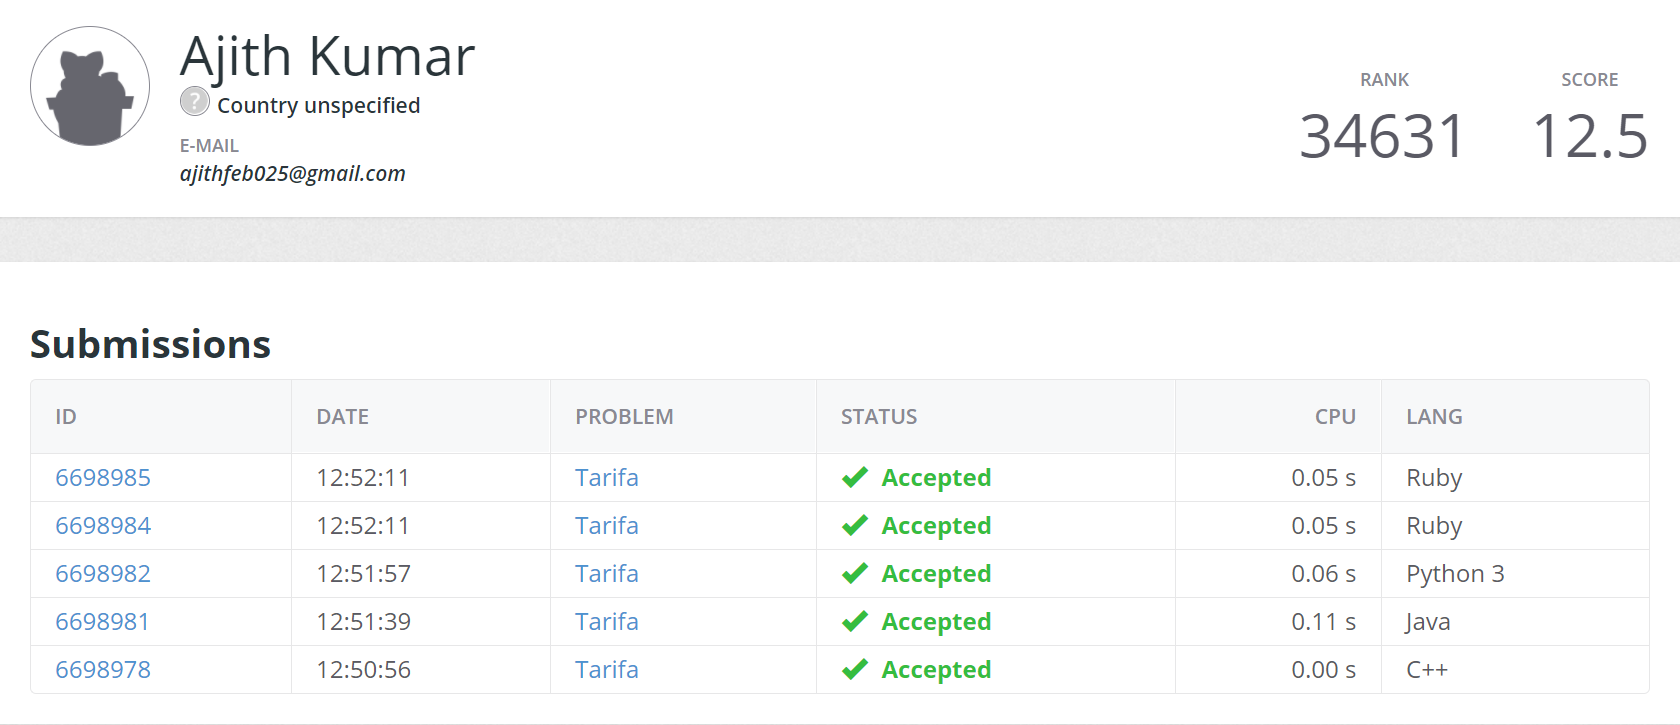 Ajith Kumar
? Country unspecified
E-MAIL
ajithfeb025@gmail.com
RANK
34631
SCORE
12.5
Submissions
ID DATE PROBLEM STATUS CPU LANG
6698985 12:52:11 Tarifa Accepted 0.05 s Ruby
6698984 12:52:11 Tarifa Accepted 0.05 s Ruby
6698982 12:51:57 Tarifa Accepted 0.06 s Python 3
6698981 12:51:39 Tarifa Accepted 0.11 s Java
6698978 12:50:56 Tarifa Accepted 0.00 s C++